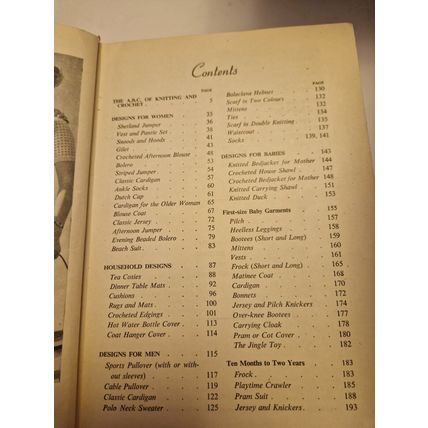 Contents
PAGE
THE A.B.C. OF KNITTING AND
CROCHET . 5
DESIGNS FOR WOMEN . 35
Shetland Jumper . 36
Vest and Pantie Set . 38
Snoods and Hoods . 41
Gilet . 43
Crocheted Afternoon Blouse . 48
Bolero . 53
Striped Jumper . 54
Classic Cardigan . 57
Ankle Socks . 60
Dutch Cap . 61
Cardigan for the Older Woman 65
Blouse Coat . 67
Classic Jersey . 72
Afternoon Jumper . 75
Evening Beaded Bolero . 79
Beach Suit . 83
HOUSEHOLD DESIGNS . 87
Tea Cosies . 88
Dinner Table Mats . 92
Cushions . 96
Rugs and Mats . 100
Crocheted Edgings . 101
Hot Water Bottle Cover . 113
Coat Hanger Cover . 114
DESIGNS FOR MEN . 115
Sports Pullover (with or with-
out sleeves) . 117
Cable Pullover . 119
Classic Cardigan . 122
Polo Neck Sweater . 125
PAGE
Balaclava Helmet . 130
Scarf in Two Colours . 132
Mittens . 132
Ties . 134
Scarf in Double Knitting . 135
Waistcoat . 137
Socks . 139, 141
DESIGNS FOR BABIES . 143
Knitted Bedjacket for Mother 144
Crocheted House Shawl . 147
Crocheted Bedjacket for Mother 148
Knitted Carrying Shawl . 151
Knitted Duck . 153
First-size Baby Garments . 155
Pilch . 157
Heelless Leggings . 158
Bootees (Short and Long) . 159
Mittens . 160
Vests . 161
Frock (Short and Long) . 165
Matinee Coat . 168
Cardigan . 170
Bonnets . 172
Jersey and Pilch Knickers . 174
Over-knee Bootees . 177
Carrying Cloak . 178
Pram or Cot Cover . 180
The Jingle Toy . 182
Ten Months to Two Years . 183
Frock . 183
Playtime Crawler . 185
Pram Suit . 188
Jersey and Knickers . 193